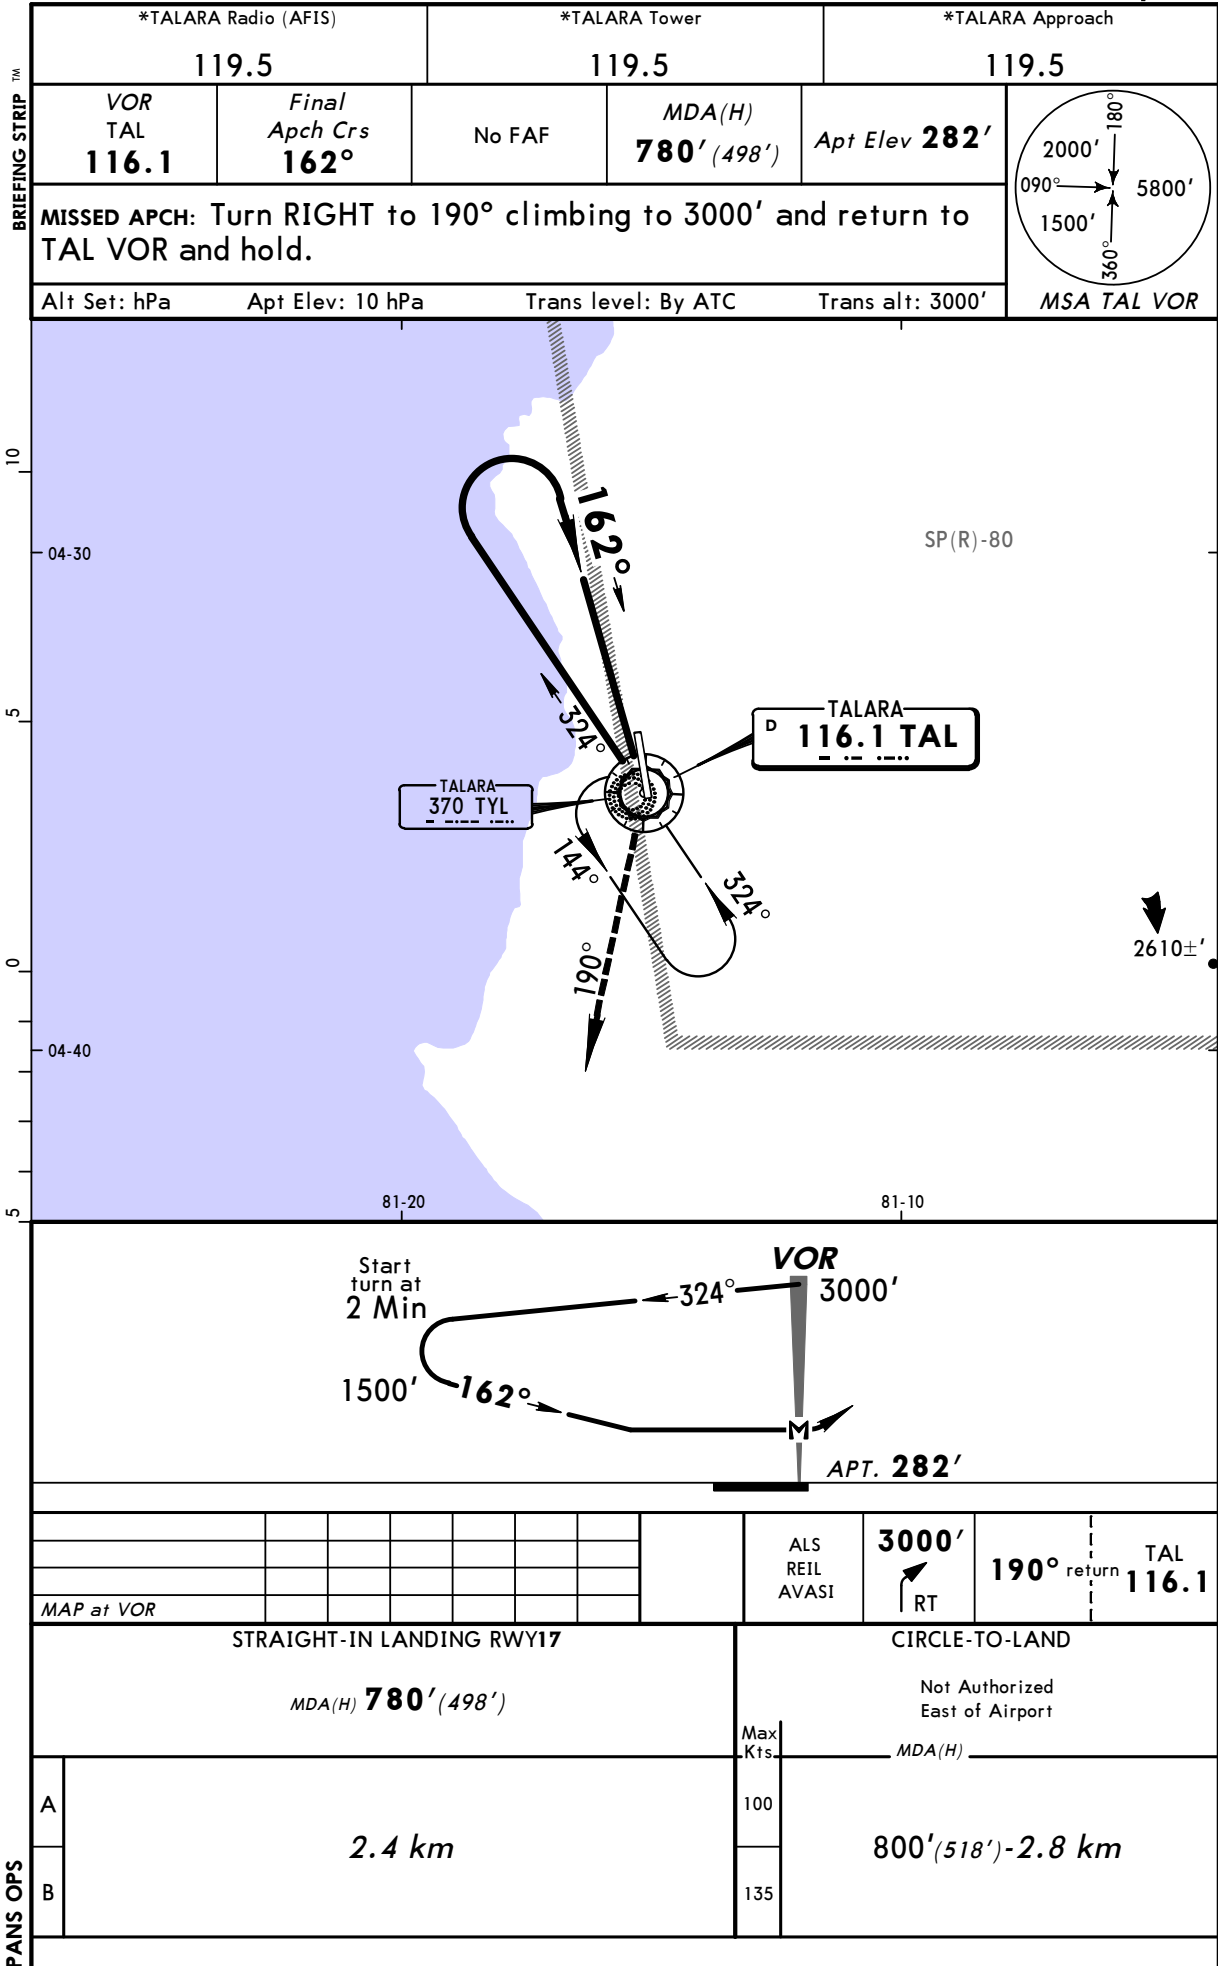 *TALARA Radio (AFIS)
119.5
*TALARA Tower
119.5
*TALARA Approach
119.5
BRIEFING STRIP TM
VOR
TAL
116.1
Final
Apch Crs
162°
No FAF
MDA(H)
780' (498')
Apt Elev 282'
MISSED APCH: Turn RIGHT to 190° climbing to 3000' and return to
TAL VOR and hold.
Alt Set: hPa Apt Elev: 10 hPa Trans level: By ATC Trans alt: 3000'
180°
2000'
090°
5800'
1500'
360°
MSA TAL VOR
10
04-30
162°
SP(R)-80
5
324°
TALARA
D 116.1 TAL
TALARA
370 TYL
144°
324°
190°
2610±'
0
04-40
81-20
81-10
5
Start
turn at
2 Min
VOR
324°
3000'
1500'
162°
M
APT. 282'
MAP at VOR
ALS
REIL
AVASI
3000'
RT
190° return
TAL
116.1
STRAIGHT-IN LANDING RWY17
MDA(H) 780'(498')
CIRCLE-TO-LAND
Not Authorized
East of Airport
Max
Kts
MDA(H)
A
B
2.4 km
100
135
800'(518')-2.8 km
PANS OPS